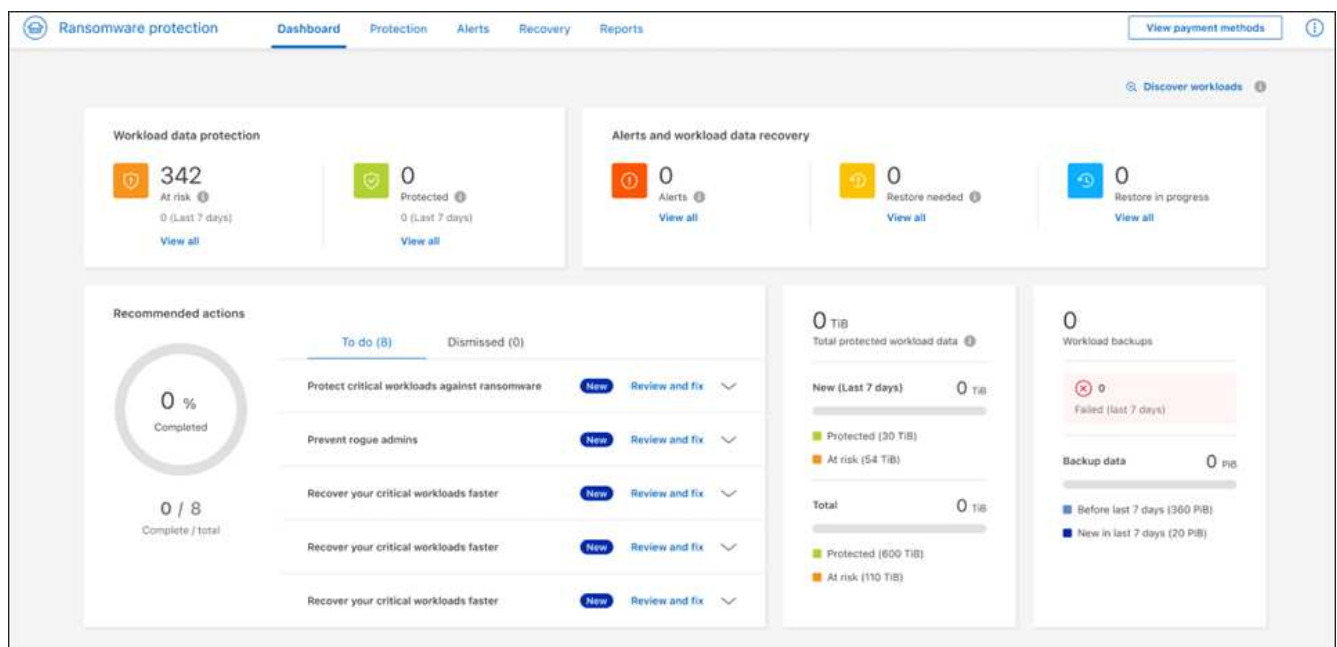 Ransomware protection
Dashboard
Protection
Alerts
Recovery
Reports
View payment methods
Discover workloads
Workload data protection
342
At risk
0 (Last 7 days)
View all
0
Protected
0 (Last 7 days)
View all
Alerts and workload data recovery
0
Alerts
View all
0
Restore needed
View all
0
Restore in progress
View all
Recommended actions
0 %
Completed
0 / 8
Complete / total
To do (8)
Dismissed (0)
Protect critical workloads against ransomware New Review and fix
Prevent rogue admins New Review and fix
Recover your critical workloads faster New Review and fix
Recover your critical workloads faster New Review and fix
Recover your critical workloads faster New Review and fix
0 TiB
Total protected workload data
New (Last 7 days) 0 TiB
Protected (30 TiB)
At risk (54 TiB)
Total 0 TiB
Protected (600 TiB)
At risk (110 TiB)
0
Workload backups
0
Failed (last 7 days)
Backup data 0 PiB
Before last 7 days (360 PiB)
New in last 7 days (20 PiB)